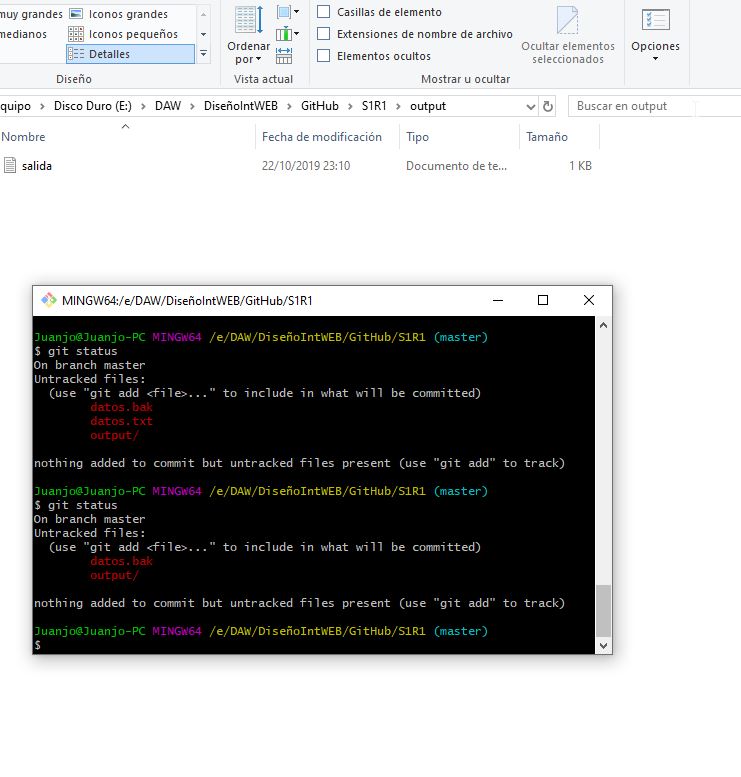 muy grandes Iconos grandes
medianos Iconos pequeños
Detalles
Ordenar
por
Casillas de elemento
Extensiones de nombre de archivo
Elementos ocultos
Ocultar elementos
seleccionados
Opciones
Diseño Vista actual Mostrar u ocultar
quipo > Disco Duro (E:) > DAW > DiseñoIntWEB > GitHub > S1R1 > output
Buscar en output
Nombre Fecha de modificación Tipo Tamaño
salida 22/10/2019 23:10 Documento de te... 1 KB
MINGW64:/e/DAW/DiseñoIntWEB/GitHub/S1R1
Juanjo@Juanjo-PC MINGW64 /e/DAW/DiseñoIntWEB/GitHub/S1R1 (master)
$ git status
On branch master
Untracked files:
(use "git add <file>..." to include in what will be committed)
datos.bak
datos.txt
output/
nothing added to commit but untracked files present (use "git add" to track)
Juanjo@Juanjo-PC MINGW64 /e/DAW/DiseñoIntWEB/GitHub/S1R1 (master)
$ git status
On branch master
Untracked files:
(use "git add <file>..." to include in what will be committed)
datos.bak
output/
nothing added to commit but untracked files present (use "git add" to track)
Juanjo@Juanjo-PC MINGW64 /e/DAW/DiseñoIntWEB/GitHub/S1R1 (master)
$